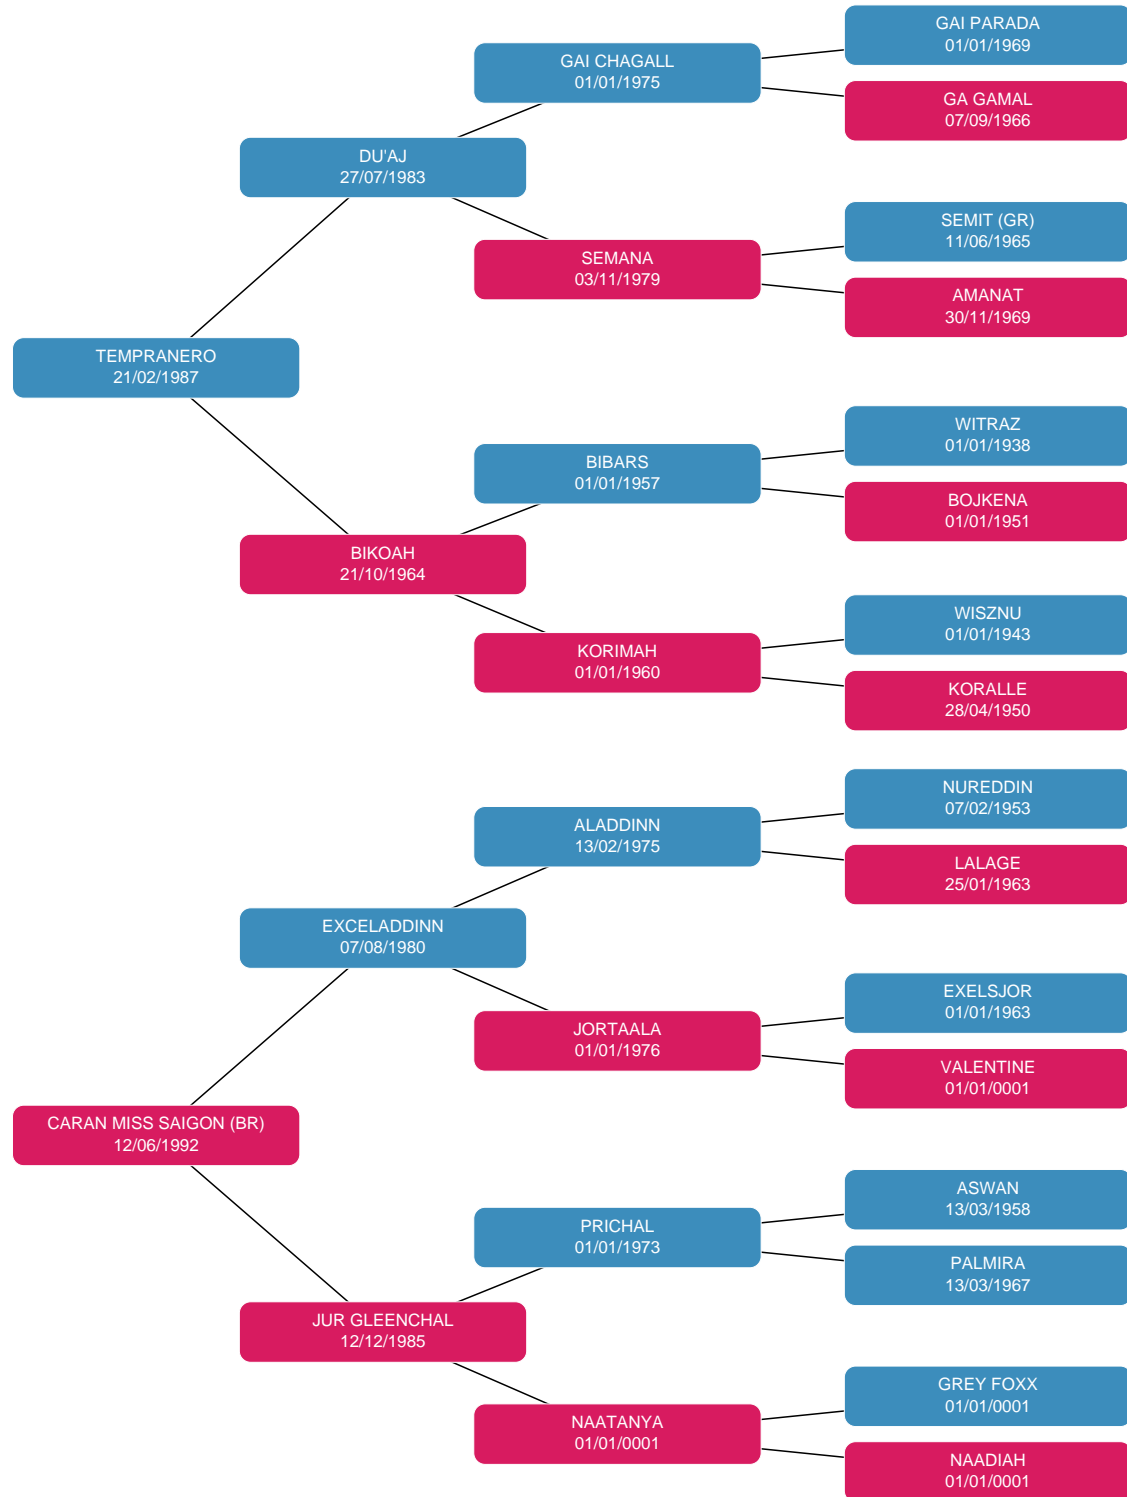 GAI PARADA
01/01/1969
GAI CHAGALL
01/01/1975
GA GAMAL
07/09/1966
DU'AJ
27/07/1983
SEMIT (GR)
11/06/1965
SEMANA
03/11/1979
AMANAT
30/11/1969
TEMPRANERO
21/02/1987
WITRAZ
01/01/1938
BIBARS
01/01/1957
BOJKENA
01/01/1951
BIKOAH
21/10/1964
WISZNU
01/01/1943
KORIMAH
01/01/1960
KORALLE
28/04/1950
NUREDDIN
07/02/1953
ALADDINN
13/02/1975
LALAGE
25/01/1963
EXCELADDINN
07/08/1980
EXELSJOR
01/01/1963
JORTAALA
01/01/1976
VALENTINE
01/01/0001
CARAN MISS SAIGON (BR)
12/06/1992
ASWAN
13/03/1958
PRICHAL
01/01/1973
PALMIRA
13/03/1967
JUR GLEENCHAL
12/12/1985
GREY FOXX
01/01/0001
NAATANYA
01/01/0001
NAADIAH
01/01/0001